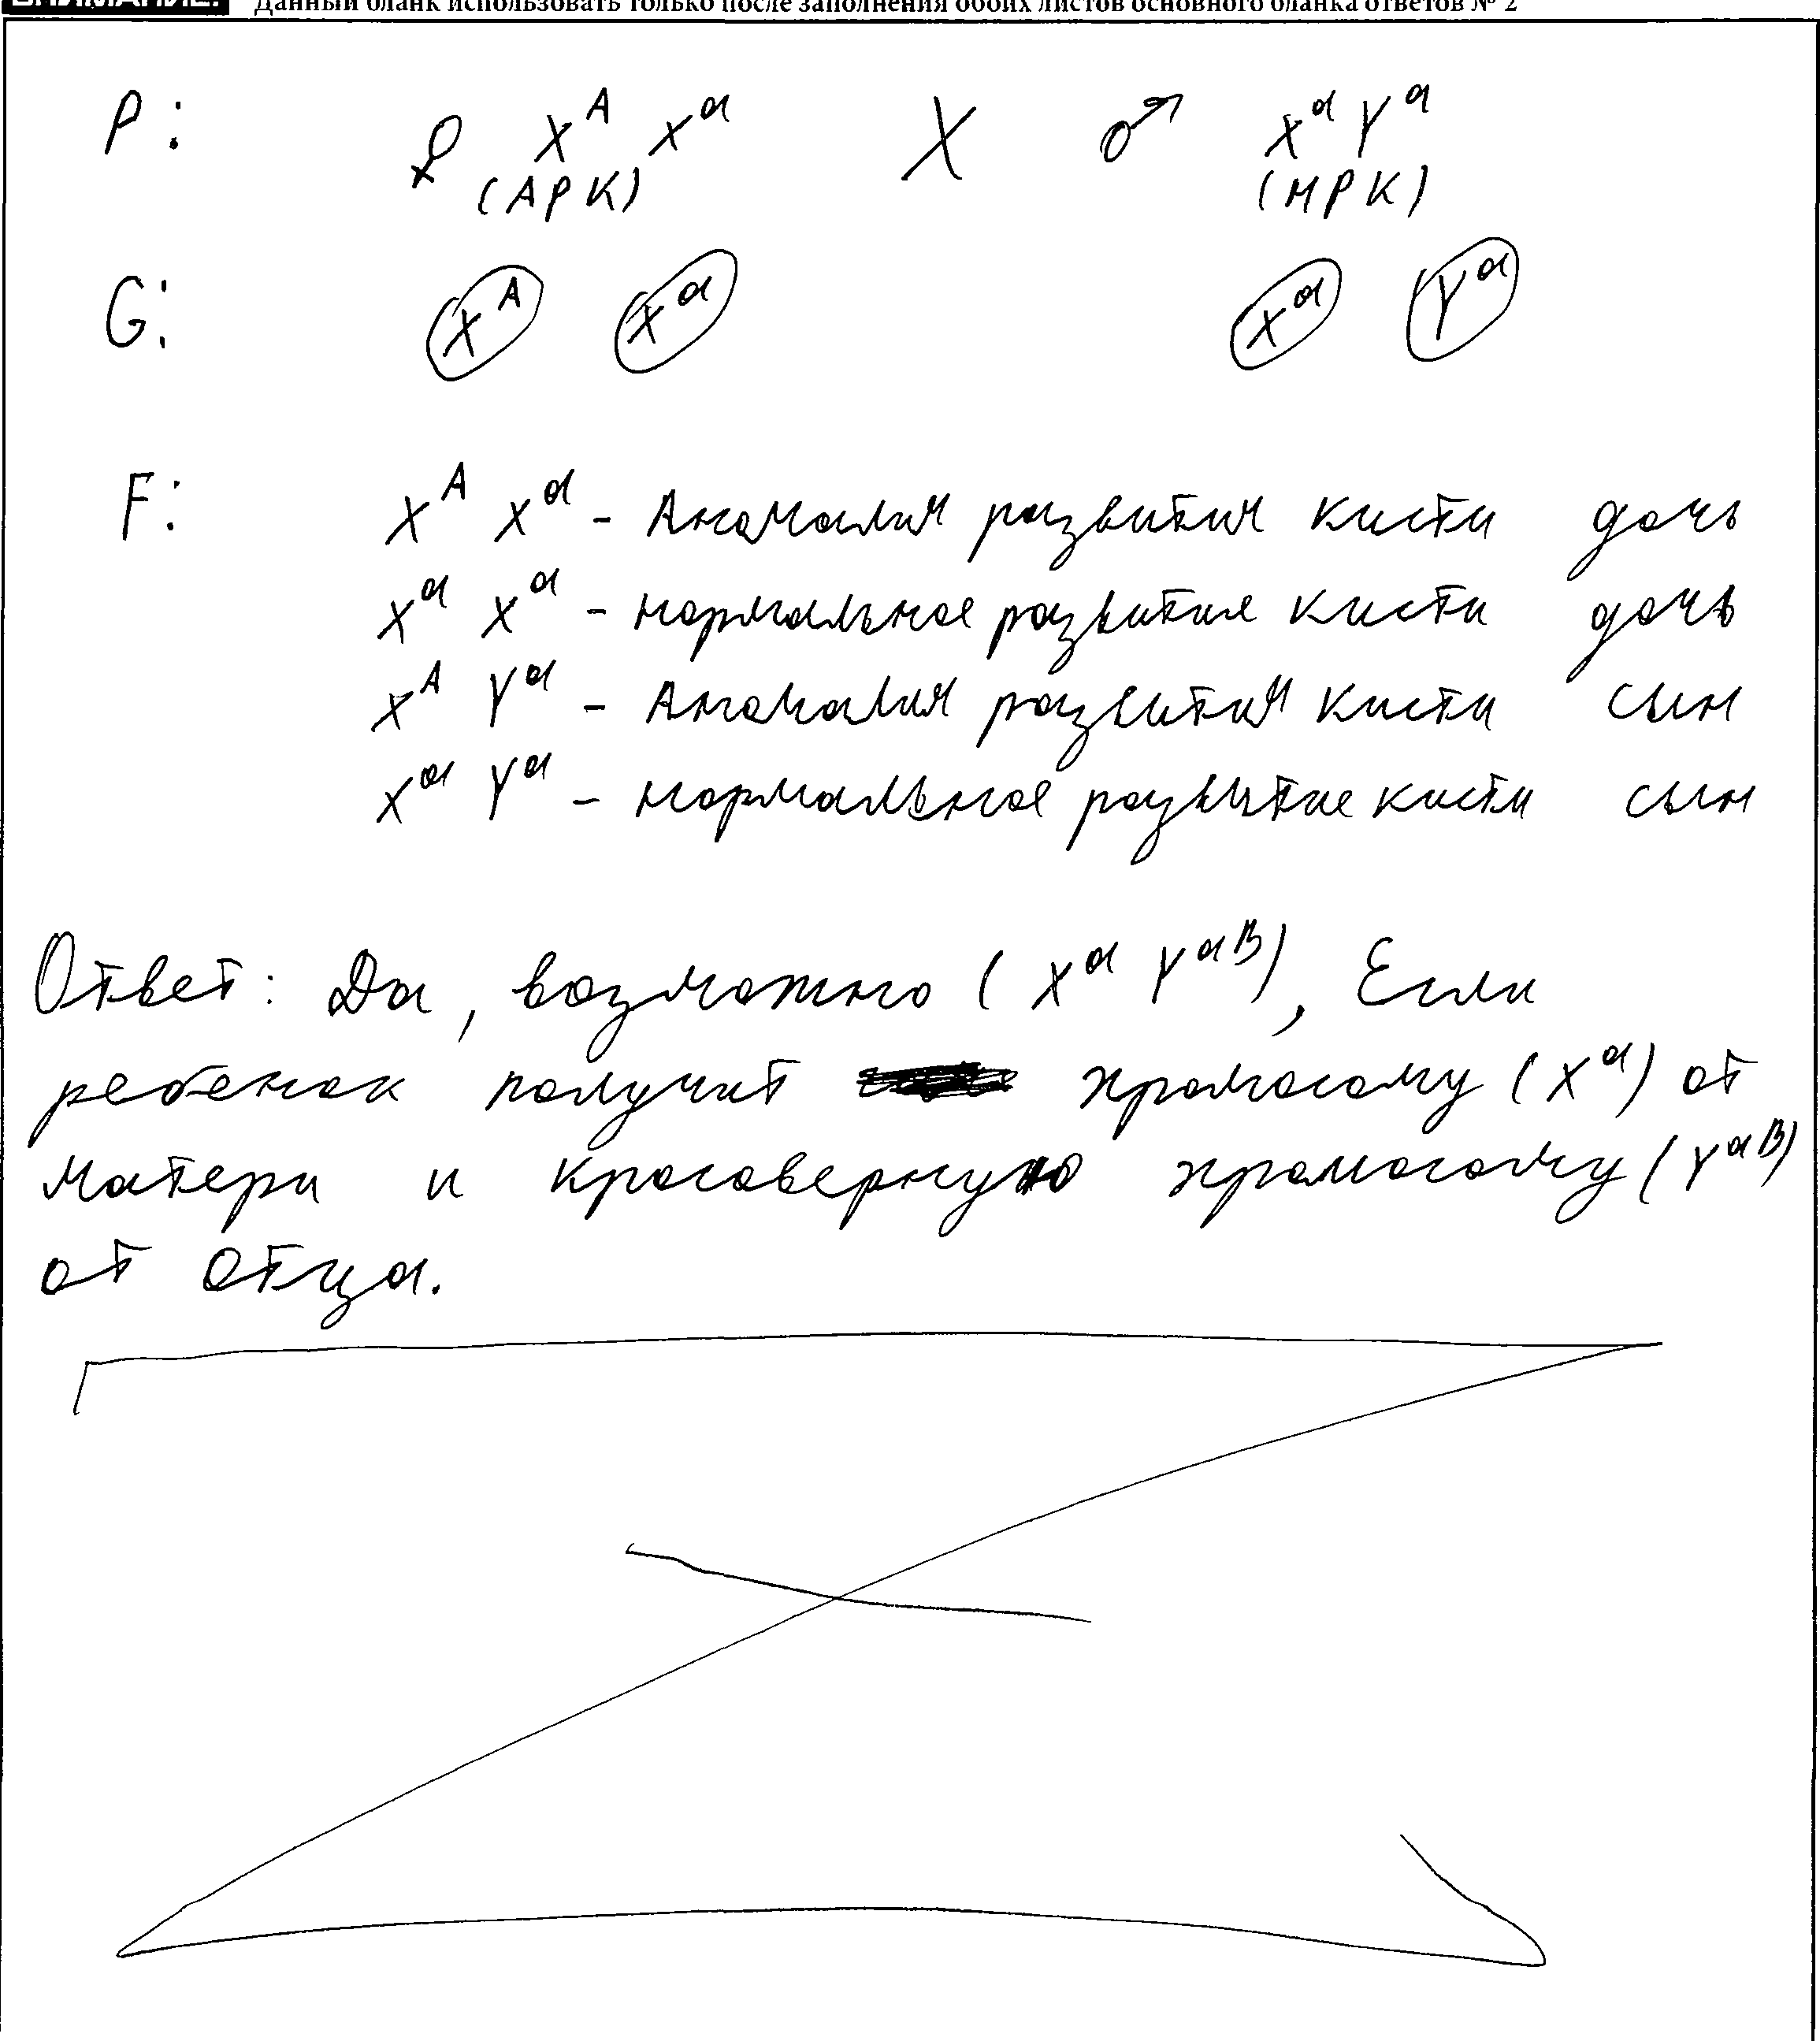 ВНИМАНИЕ! Данный бланк использовать только после заполнения обоих листов основного бланка ответов № 2
P: ♀ X^A X^a X ♂ X^a Y^a
(АРК) (НРК)
G: X^A X^a X^a Y^a
F: X^A X^a - Аномалия развития кисти дочь
X^a X^a - нормальное развитие кисти дочь
X^A Y^a - Аномалия развития кисти сын
X^a Y^a - нормальное развитие кисти сын
Ответ: Да, возможно (X^a Y^aB), Если
ребенок получит хромосому (X^a) от
матери и кросоверную хромосому (Y^aB)
от отца.